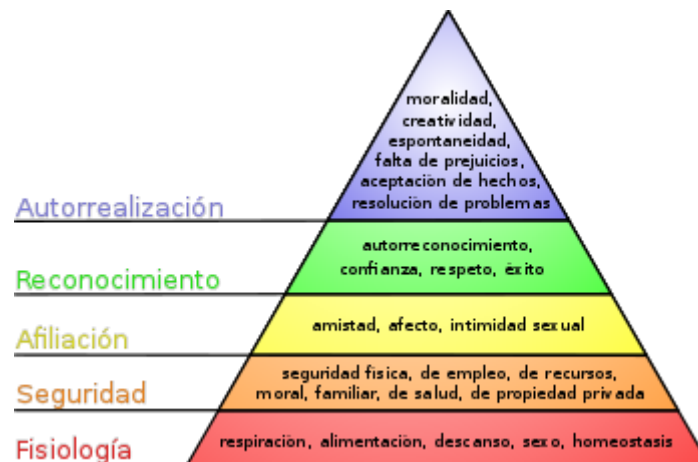 moralidad,
creatividad,
espontaneidad,
falta de prejuicios,
aceptación de hechos,
resolución de problemas
Autorrealización
autorreconocimiento,
confianza, respeto, éxito
Reconocimiento
amistad, afecto, intimidad sexual
Afiliación
seguridad física, de empleo, de recursos,
moral, familiar, de salud, de propiedad privada
Seguridad
respiración, alimentación, descanso, sexo, homeostasis
Fisiología